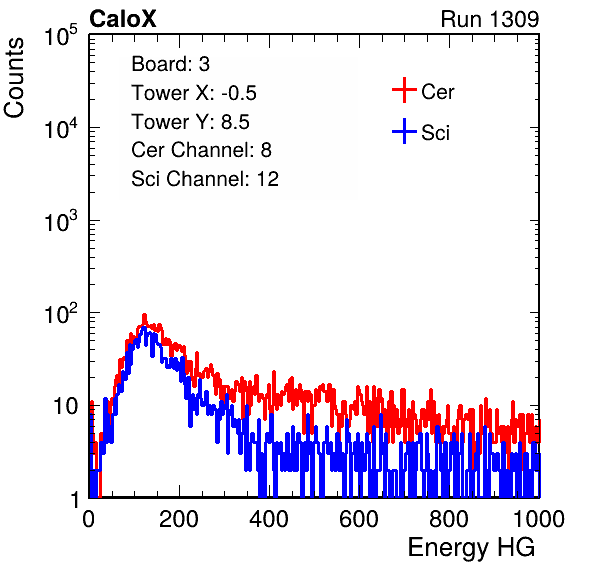 CaloX Run 1309
Counts
Board: 3
Tower X: -0.5
Tower Y: 8.5
Cer Channel: 8
Sci Channel: 12
Cer
Sci
10^5
10^4
10^3
10^2
10
1
0 200 400 600 800 1000
Energy HG